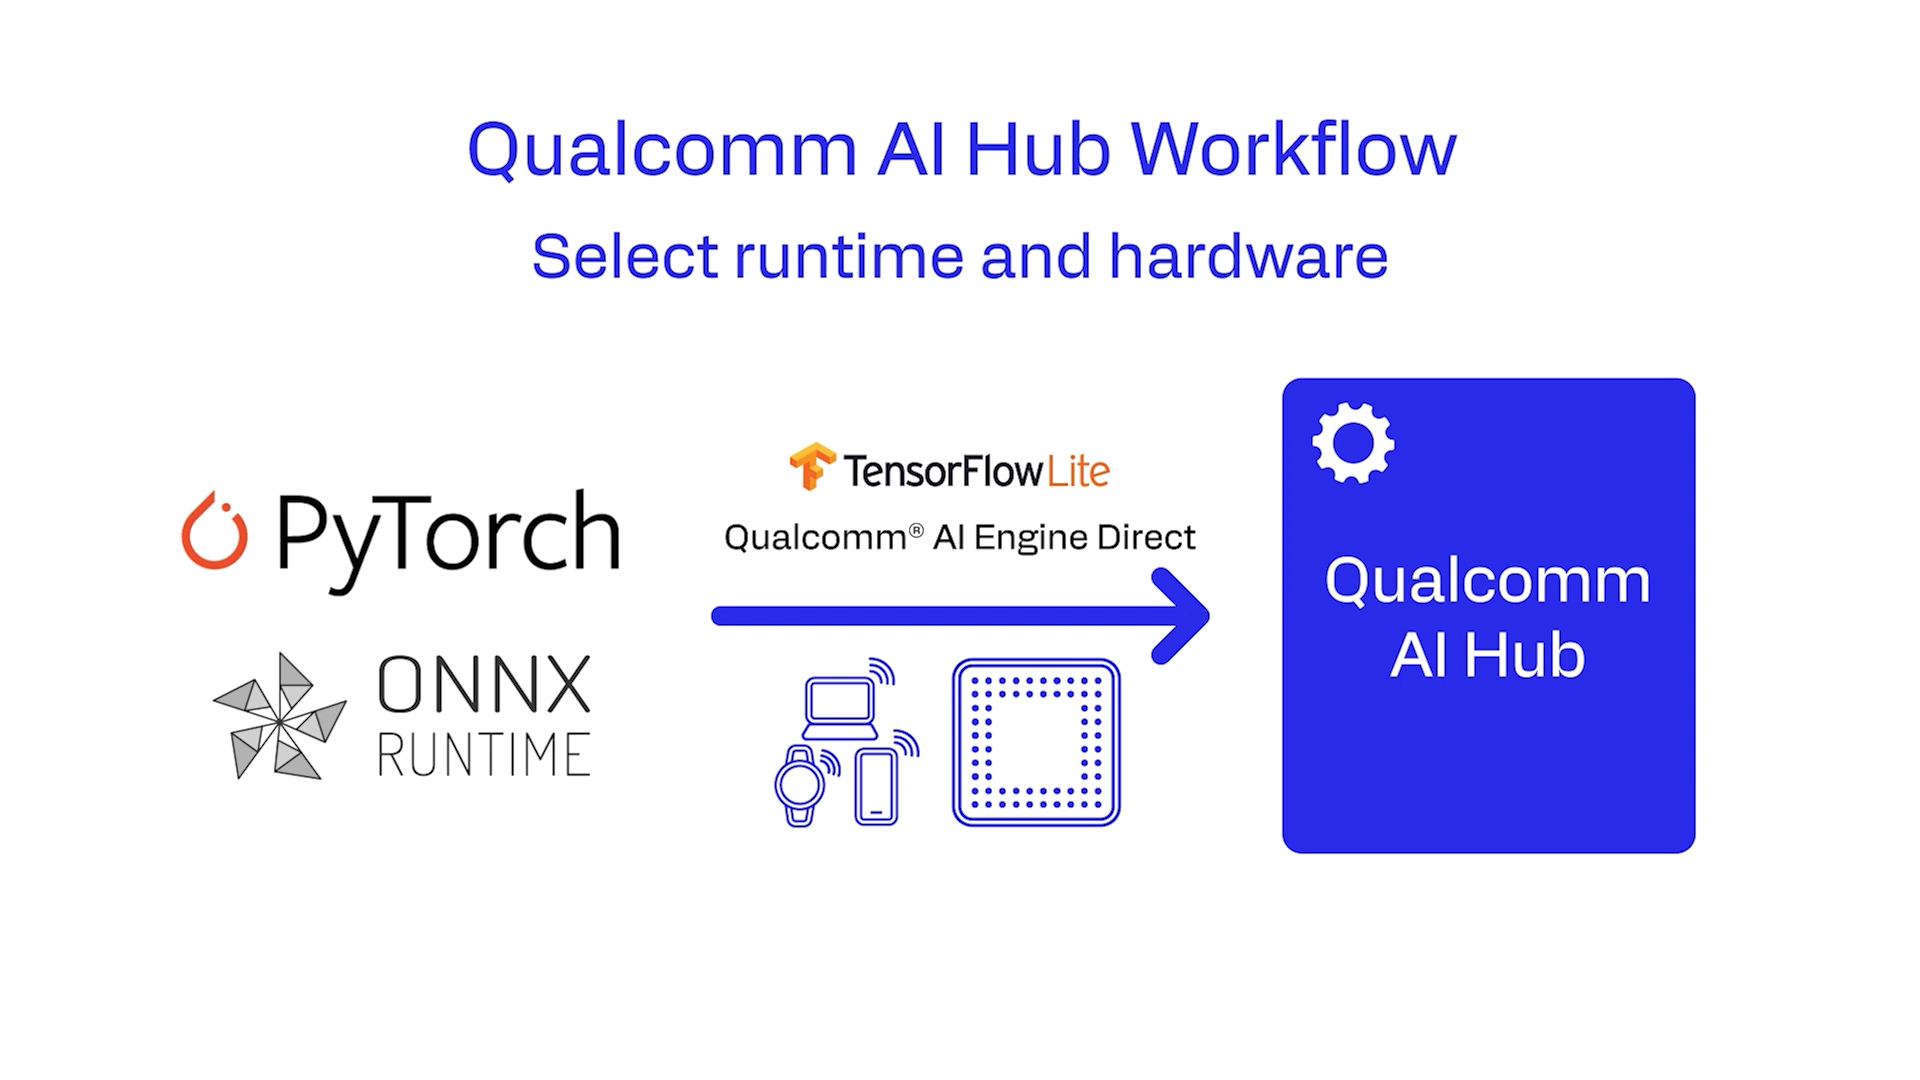 Qualcomm AI Hub Workflow
Select runtime and hardware
PyTorch
ONNX
RUNTIME
TensorFlow Lite
Qualcomm® AI Engine Direct
Qualcomm
AI Hub